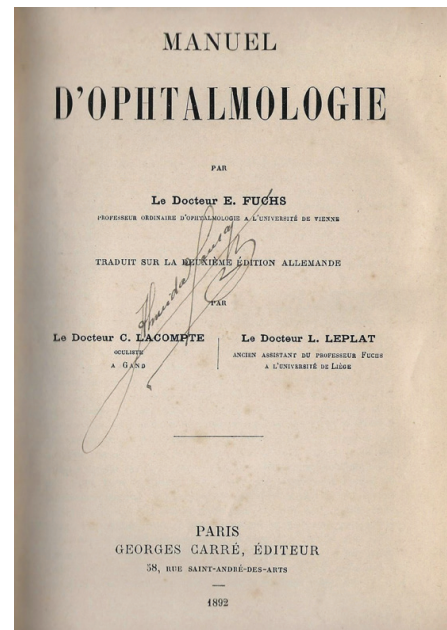 MANUEL
D'OPHTALMOLOGIE
PAR
Le Docteur E. FUCHS
PROFESSEUR ORDINAIRE D'OPHTALMOLOGIE A L'UNIVERSITÉ DE VIENNE
TRADUIT SUR LA DEUXIÈME ÉDITION ALLEMANDE
PAR
Le Docteur C. LACOMPTE
OCULISTE
A GAND
Le Docteur L. LEPLAT
ANCIEN ASSISTANT DU PROFESSEUR FUCHS
A L'UNIVERSITÉ DE LIÈGE
PARIS
GEORGES CARRÉ, ÉDITEUR
58, RUE SAINT-ANDRÉ-DES-ARTS
1892